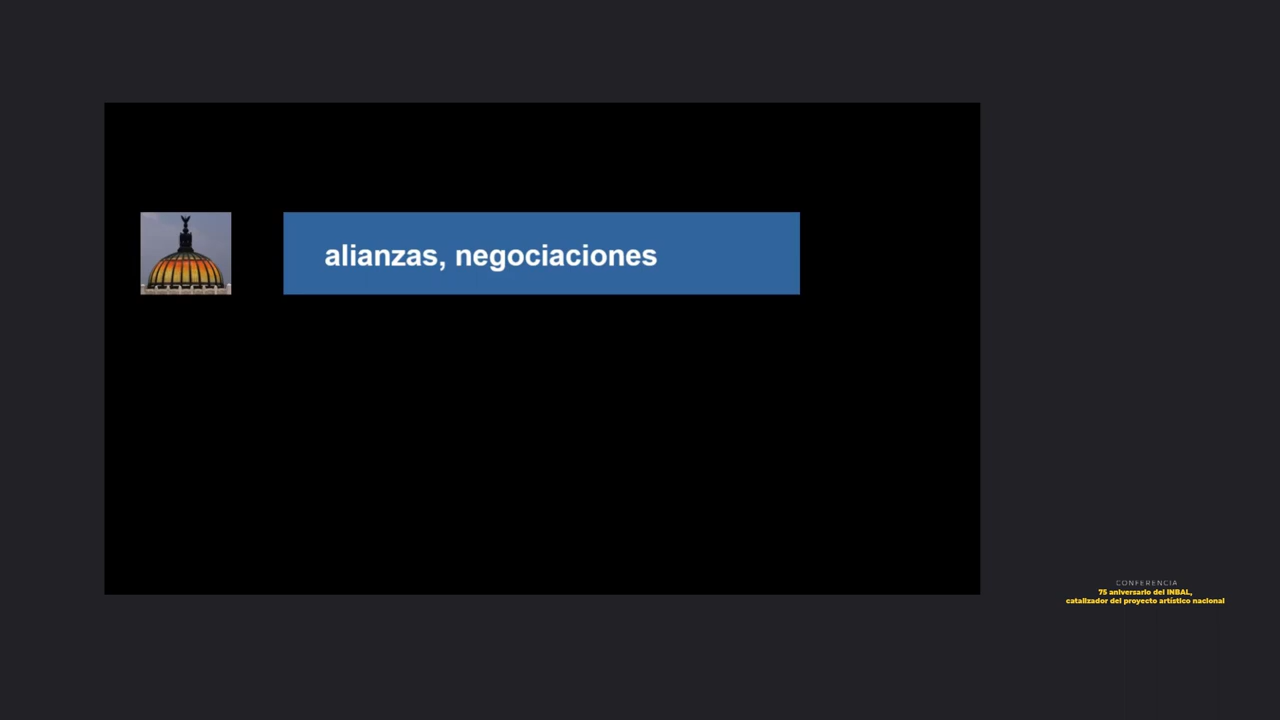 alianzas, negociaciones
CONFERENCIA
75 aniversario del INBAL,
catalizador del proyecto artístico nacional